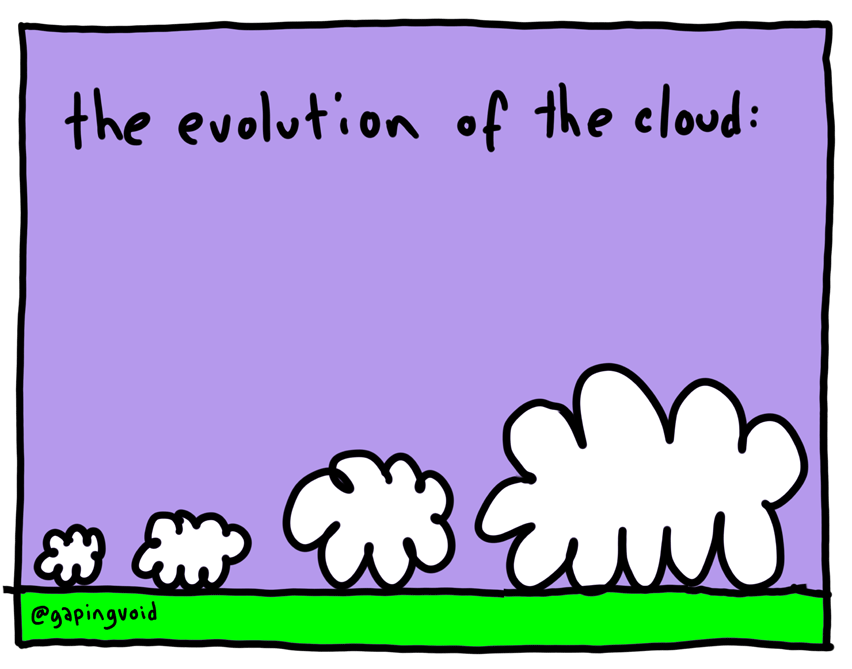 the evolution of the cloud:
@gapingvoid